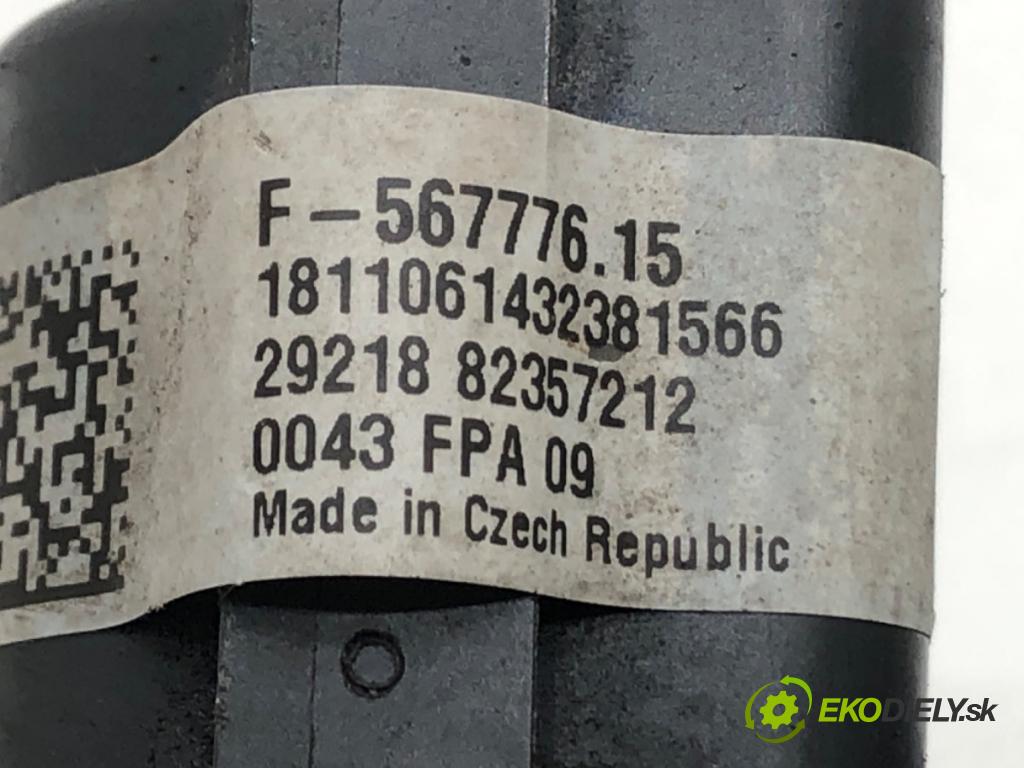 F-567776.15
1811061432381566
29218 82357212
0043 FPA 09
Made in Czech Republic
EKODIELY.sk